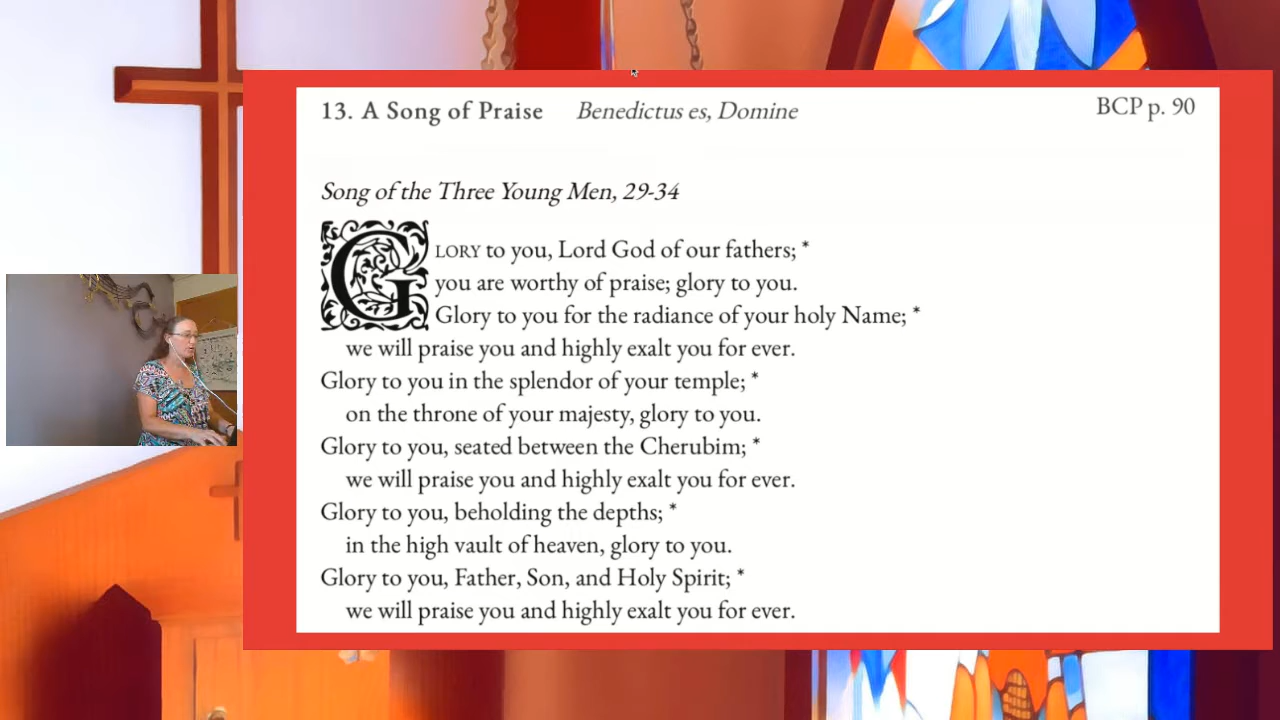 13. A Song of Praise Benedictus es, Domine BCP p. 90
Song of the Three Young Men, 29-34
GLORY to you, Lord God of our fathers; *
you are worthy of praise; glory to you.
Glory to you for the radiance of your holy Name; *
we will praise you and highly exalt you for ever.
Glory to you in the splendor of your temple; *
on the throne of your majesty, glory to you.
Glory to you, seated between the Cherubim; *
we will praise you and highly exalt you for ever.
Glory to you, beholding the depths; *
in the high vault of heaven, glory to you.
Glory to you, Father, Son, and Holy Spirit; *
we will praise you and highly exalt you for ever.